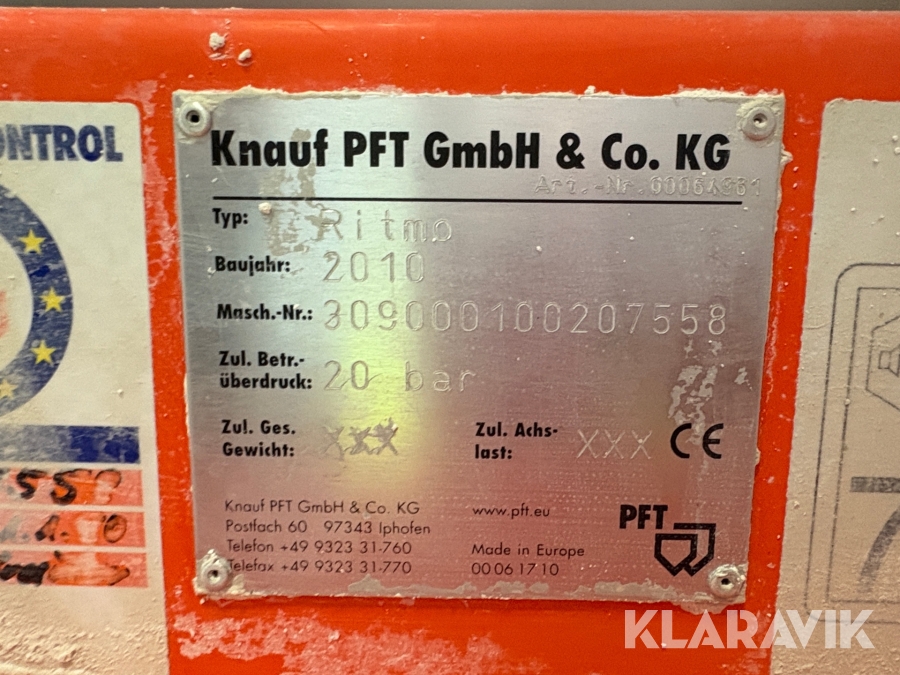 ONTROL
Knauf PFT GmbH & Co. KG
Art.-Nr.
Typ: Ritmo
Baujahr: 2010
Masch.-Nr.: 309000100207558
Zul. Betr.-
überdruck: 20 bar
Zul. Ges.
Gewicht: XXX
Zul. Achs-
last: XXX CE
Knauf PFT GmbH & Co. KG
Postfach 60 97343 Iphofen
Telefon +49 9323 31-760
Telefax +49 9323 31-770
www.pft.eu
Made in Europe
00 06 17 10
PFT
KLARAVIK